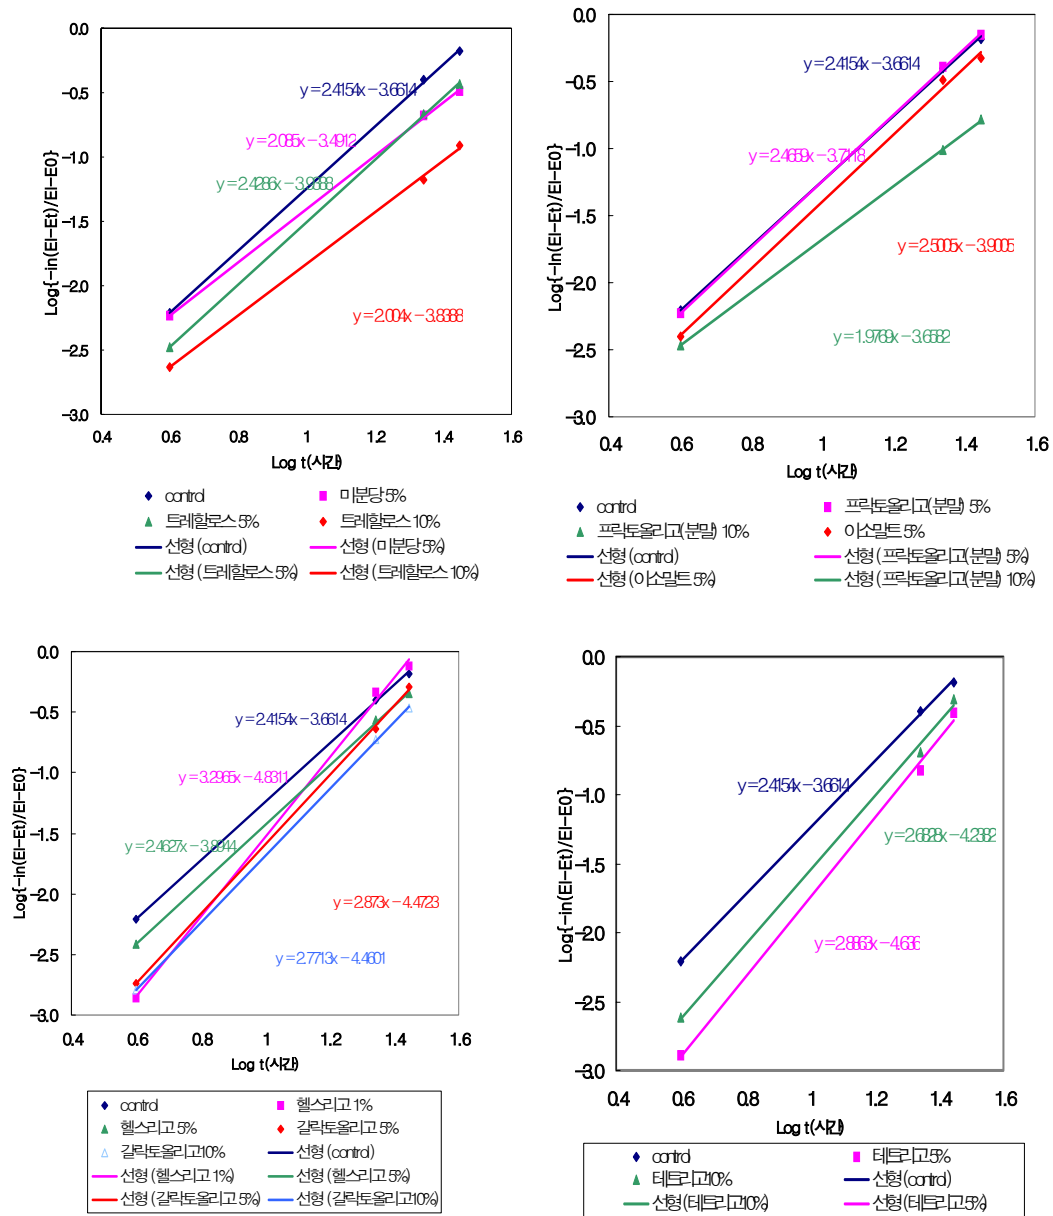 0.0
-0.5
-1.0
-1.5
-2.0
-2.5
-3.0
Log{-in(EI-Et)/EI-E0}
y = 2.4154x - 3.6614
y = 2.085x - 3.4912
y = 2.004x - 3.8388
0.4 0.6 0.8 1 1.2 1.4 1.6
Log t(시간)
control 미분당 5%
트레할로스 5% 트레할로스 10%
선형 (control) 선형 (미분당 5%)
선형 (트레할로스 5%) 선형 (트레할로스 10%)
0.0
-0.5
-1.0
-1.5
-2.0
-2.5
-3.0
Log{-in(EI-Et)/EI-E0}
y = 2.4154x - 3.6614
y = 2.4659x - 3.7118
y = 2.5005x - 3.9005
y = 1.9769x - 3.6582
0.4 0.6 1 1.2 1.4 1.6
Log t(시간)
control 프락토올리고(분말) 5%
프락토올리고(분말) 10% 이소말트 5%
선형 (control) 선형 (프락토올리고(분말) 5%)
선형 (이소말트 5%) 선형 (프락토올리고(분말) 10%)
0.0
-0.5
-1.0
-1.5
-2.0
-2.5
-3.0
Log{-in(EI-Et)/EI-E0}
y = 2.4154x - 3.6614
y = 3.2965x - 4.8311
y = 2.4627x - 3.8944
y = 2.873x - 4.4723
y = 2.7713x - 4.4601
0.4 0.6 0.8 1 1.2 1.4 1.6
Log t(시간)
control 헬스리고 1%
헬스리고 5% 갈락토올리고 5%
갈락토올리고10% 선형 (control)
선형 (헬스리고 1%) 선형 (헬스리고 5%)
선형 (갈락토올리고 5%) 선형 (갈락토올리고10%)
0.0
-0.5
-1.0
-1.5
-2.0
-2.5
-3.0
Log{-in(EI-Et)/EI-E0}
y = 2.4154x - 3.6614
y = 2.6828x - 4.2382
y = 2.8863x - 4.636
0.4 0.6 0.8 1 1.2 1.4 1.6
Log t(시간)
control 테트리고5%
테트리고10% 선형(control)
선형(테트리고10%) 선형(테트리고5%)